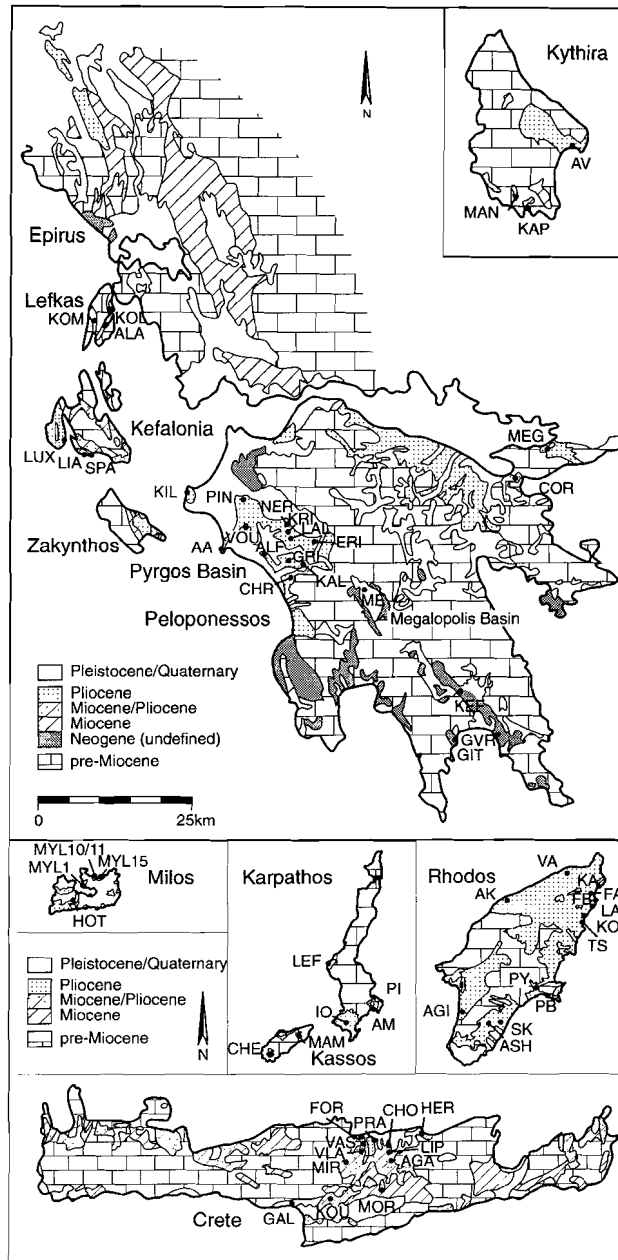 Kythira
N
AV
MAN
KAP
Epirus
Lefkas
KOM
KOL
ALA
Kefalonia
LUX
LIA
SPA
MEG
COR
KIL
PIN
NER
KRI
LAL
VOU
ALF
ERI
Zakynthos
AA
GRI
Pyrgos Basin
KAL
CHR
Peloponessos
Megalopolis Basin
Pleistocene/Quaternary
Pliocene
Miocene/Pliocene
Miocene
Neogene (undefined)
pre-Miocene
KEF
GVR
GIT
0 25km
MYL10/11
MYL1
MYL15
Milos
HOT
Pleistocene/Quaternary
Pliocene
Miocene/Pliocene
Miocene
pre-Miocene
N
Karpathos
LEF
PI
IO
AM
CHE
MAM
Kassos
Rhodos
VA
AK
KA
FA
LA
KO
TS
PY
PB
AGI
SK
ASH
FOR
PRA
CHO
HER
VAS
VLA
LIP
MIR
AGA
Crete
GAL
KOU
MOR